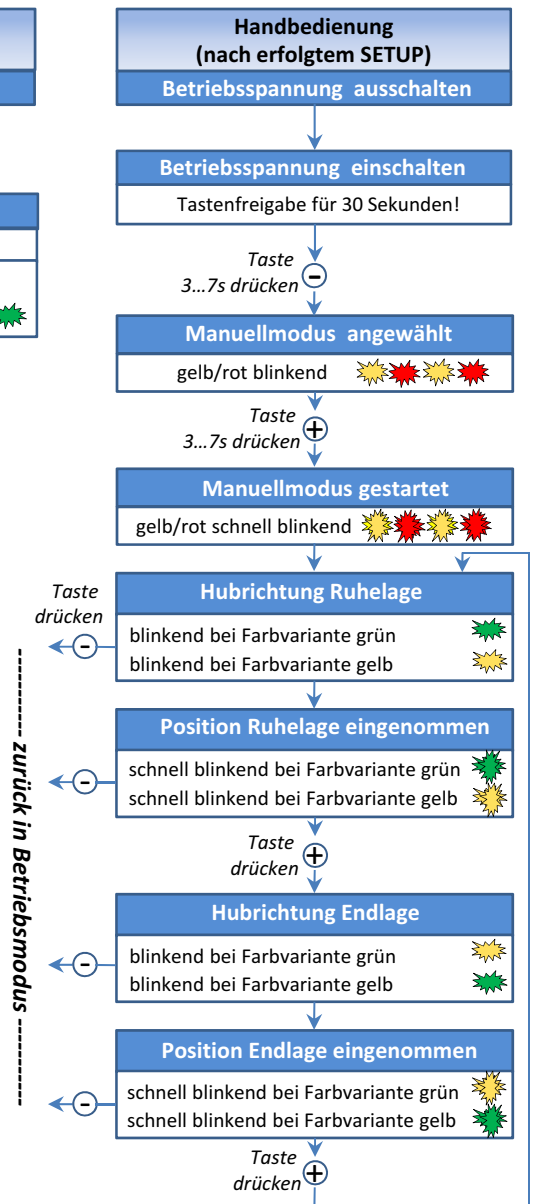 Handbedienung
(nach erfolgtem SETUP)
Betriebsspannung ausschalten
Betriebsspannung einschalten
Tastenfreigabe für 30 Sekunden!
Taste
3...7s drücken
-
Manuellmodus angewählt
gelb/rot blinkend
Taste
3...7s drücken
+
Manuellmodus gestartet
gelb/rot schnell blinkend
Hubrichtung Ruhelage
Taste
drücken
-
blinkend bei Farbvariante grün
blinkend bei Farbvariante gelb
Position Ruhelage eingenommen
-
schnell blinkend bei Farbvariante grün
schnell blinkend bei Farbvariante gelb
Taste
drücken
+
Hubrichtung Endlage
-
blinkend bei Farbvariante grün
blinkend bei Farbvariante gelb
Position Endlage eingenommen
-
schnell blinkend bei Farbvariante grün
schnell blinkend bei Farbvariante gelb
Taste
drücken
+
---------- zurück in Betriebsmodus ----------